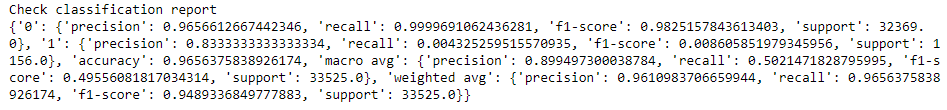 Check classification report
{'0': {'precision': 0.9656612667442346, 'recall': 0.9999691062436281, 'f1-score': 0.9825157843613403, 'support': 32369.
0}, '1': {'precision': 0.8333333333333334, 'recall': 0.004325259515570935, 'f1-score': 0.008605851979345956, 'support': 1
156.0}, 'accuracy': 0.9656375838926174, 'macro avg': {'precision': 0.899497300038784, 'recall': 0.5021471828795995, 'f1-s
core': 0.49556081817034314, 'support': 33525.0}, 'weighted avg': {'precision': 0.9610983706659944, 'recall': 0.9656375838
926174, 'f1-score': 0.9489336849777883, 'support': 33525.0}}